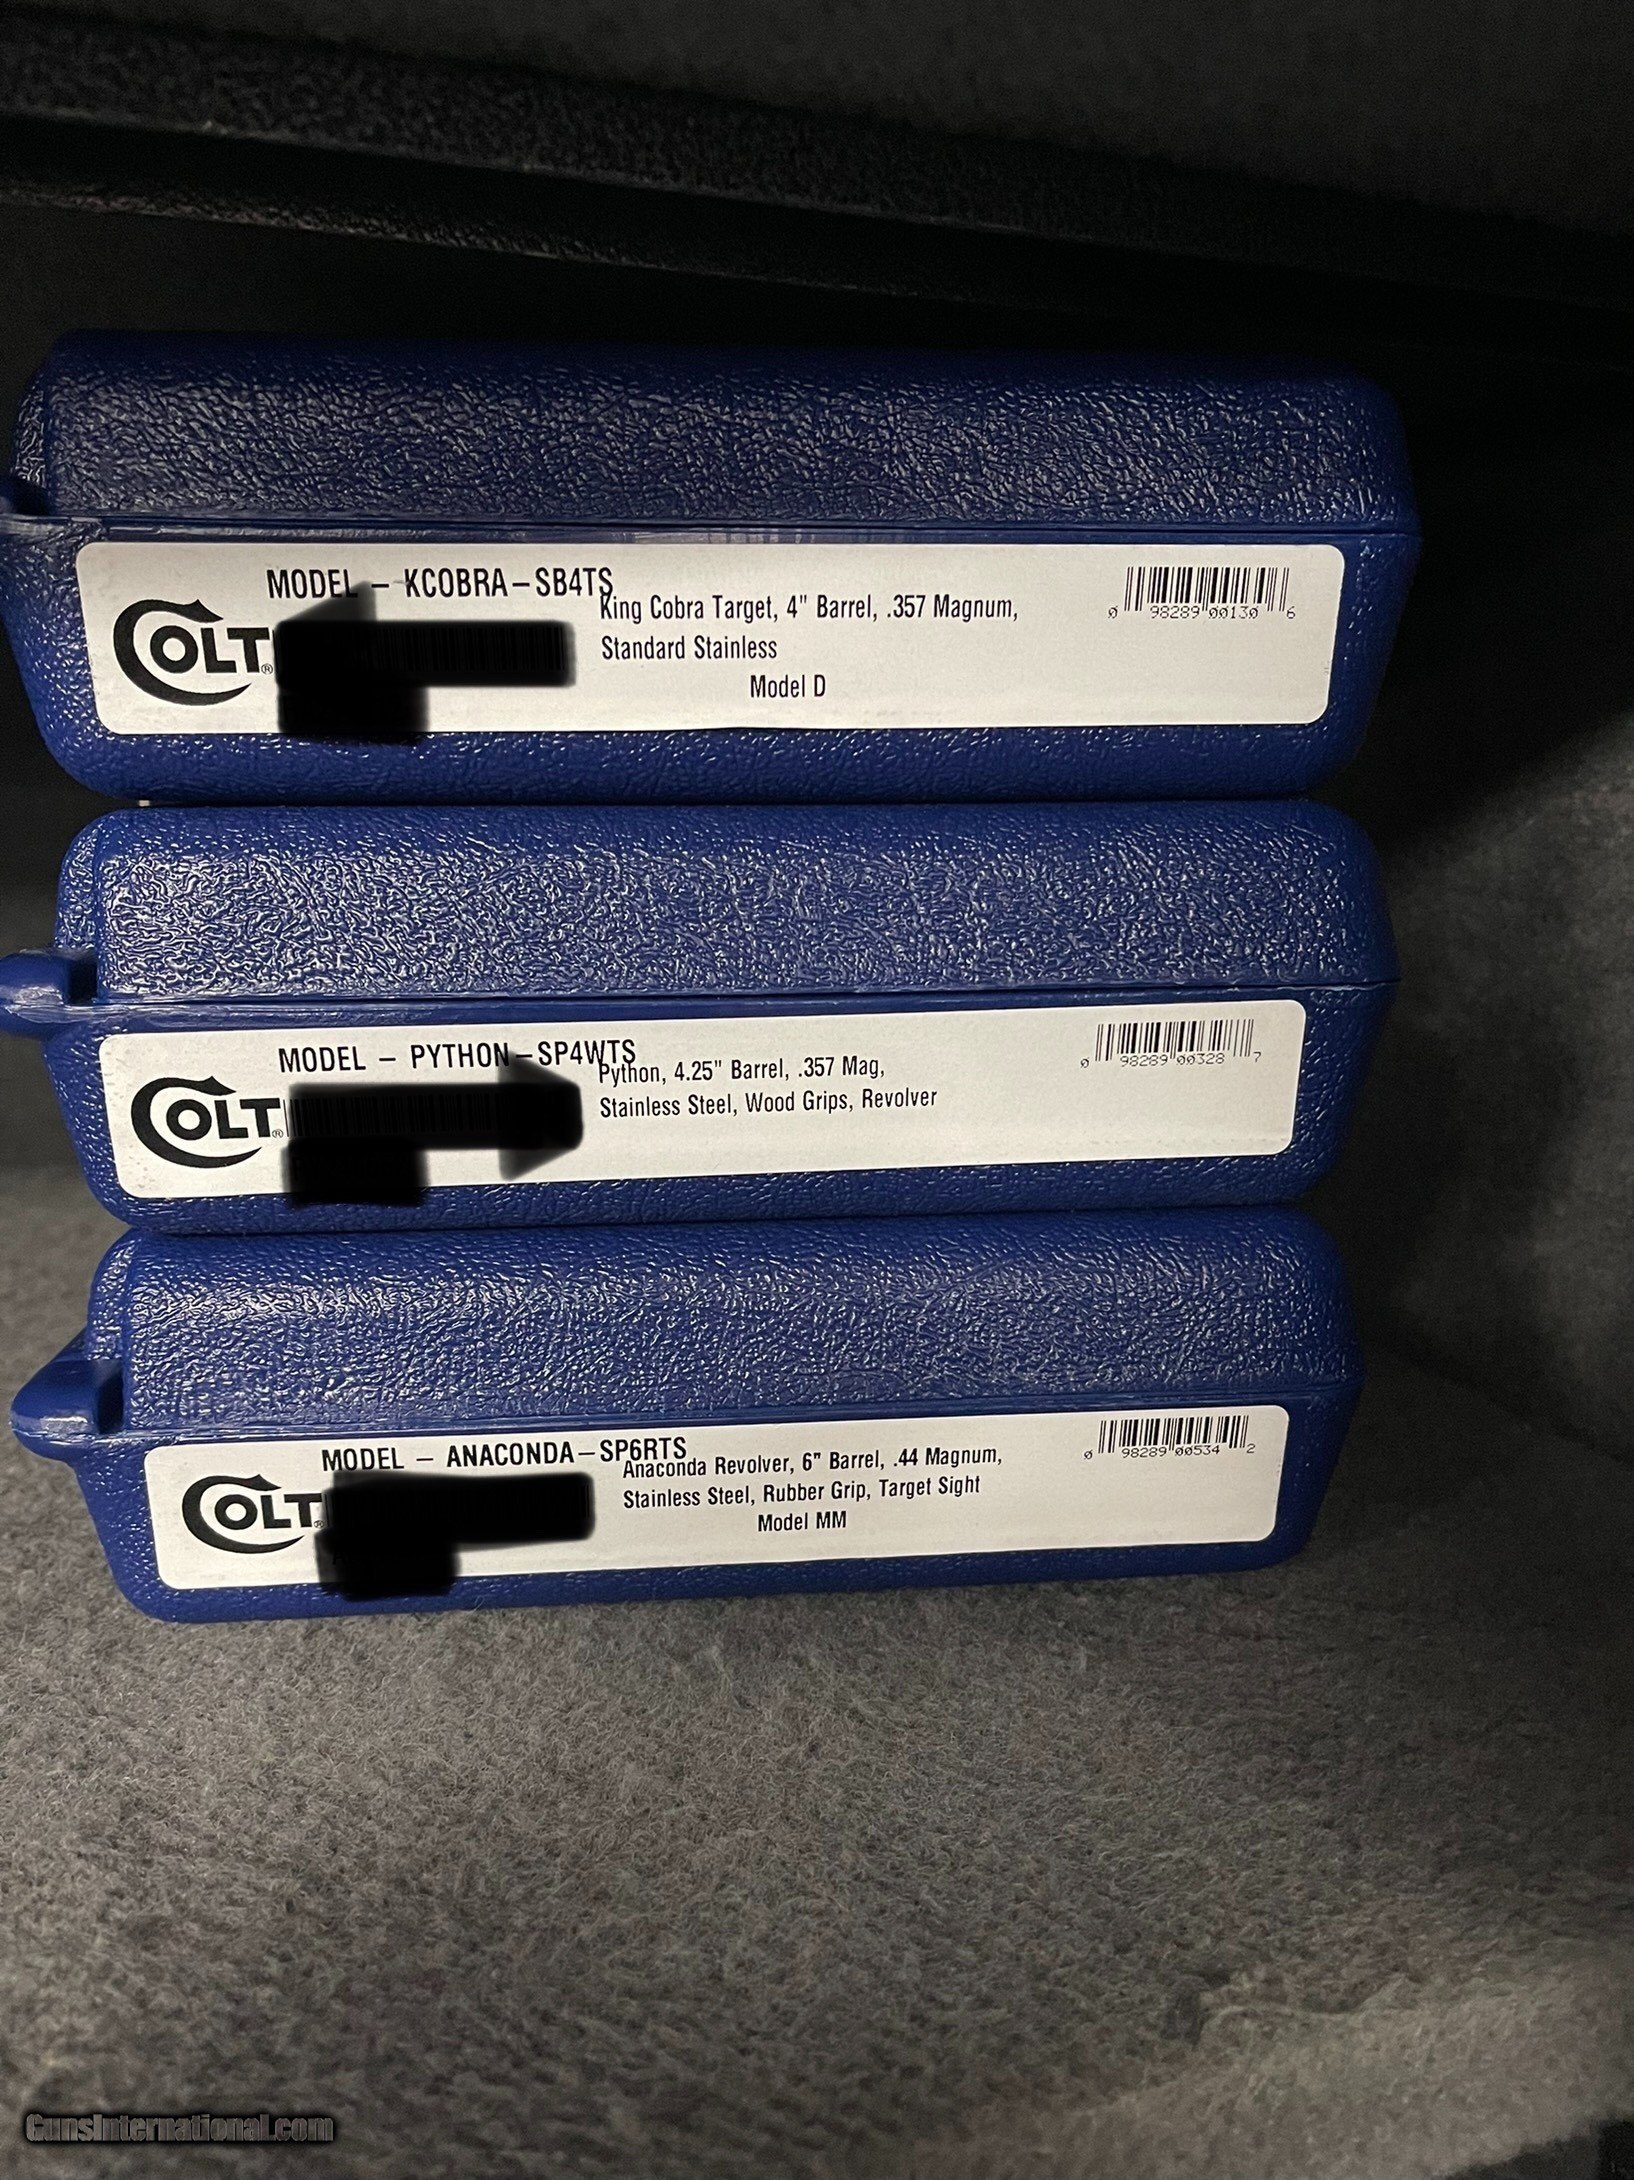 MODEL – KCOBRA–SB4TS
COLT®
King Cobra Target, 4" Barrel, .357 Magnum,
Standard Stainless
Model D
0 98289 00130 6
MODEL – PYTHON–SP4WTS
COLT®
Python, 4.25" Barrel, .357 Mag,
Stainless Steel, Wood Grips, Revolver
0 98289 00328 7
MODEL – ANACONDA–SP6RTS
COLT®
Anaconda Revolver, 6" Barrel, .44 Magnum,
Stainless Steel, Rubber Grip, Target Sight
Model MM
0 98289 00534 2
GunsInternational.com